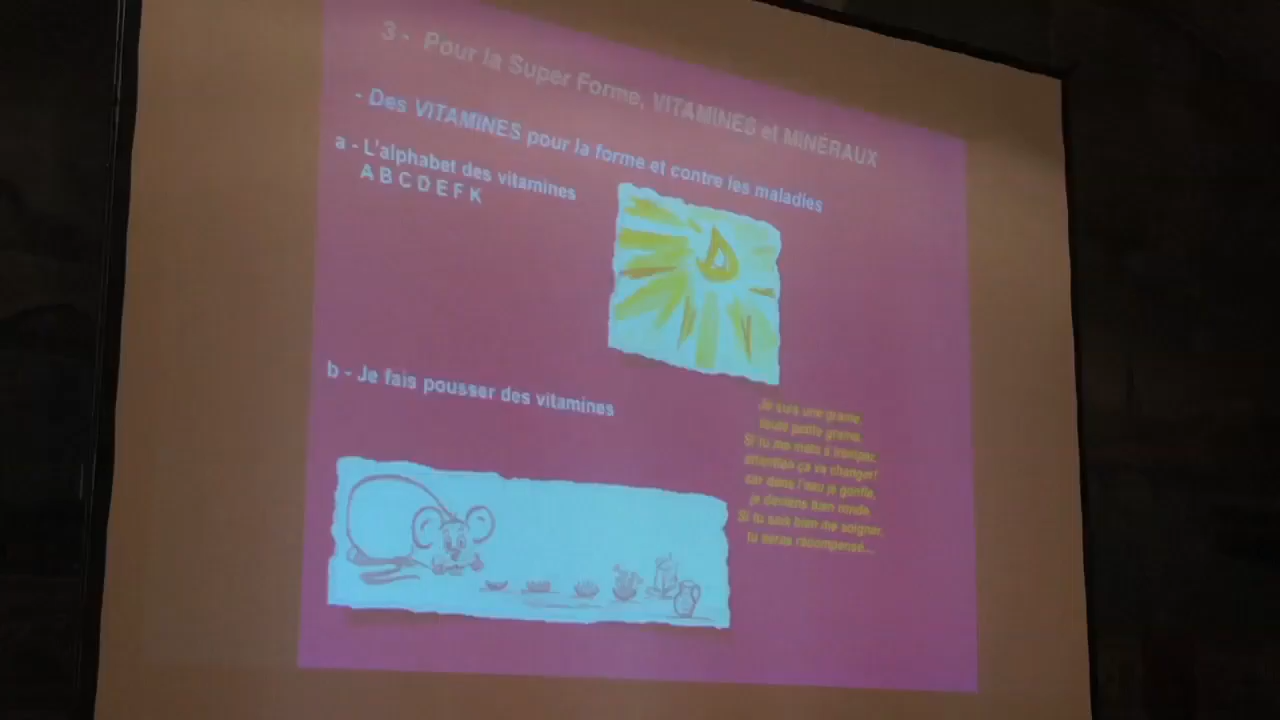 3 - Pour la Super Forme, VITAMINES et MINÉRAUX
- Des VITAMINES pour la forme et contre les maladies
a - L'alphabet des vitamines
A B C D E F K
D
b - Je fais pousser des vitamines
Je suis une graine,
toute petite graine.
Si tu me mets à tremper,
attention ça va changer!
car dans l'eau je gonfle,
je deviens bien ronde.
Si tu sais bien me soigner,
tu seras récompensé...